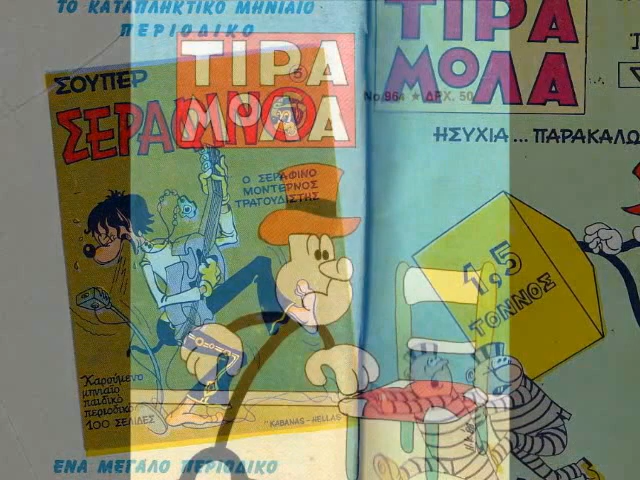 ΤΟ ΚΑΤΑΠΛΗΚΤΙΚΟ ΜΗΝΙΑΙΟ
ΠΕΡΙΟΔΙΚΟ
ΣΟΥΠΕΡ
ΣΕΡΑΦΙΝΟ
Ο ΣΕΡΑΦΙΝΟ
ΜΟΝΤΕΡΝΟΣ
ΤΡΑΓΟΥΔΙΣΤΗΣ
Χαρούμενο
μηνιαίο
παιδικό
περιοδικό
100 ΣΕΛΙΔΕΣ
"KABANAS - HELLAS"
ΕΝΑ ΜΕΓΑΛΟ ΠΕΡΙΟΔΙΚΟ
ΤΙΡΑ
ΜΟΛΑ
ΤΙΡΑ
ΜΟΛΑ
Νο 964 ★ ΔΡΧ. 50
ΗΣΥΧΙΑ... ΠΑΡΑΚΑΛΩ
1,5
ΤΟΝΝΟΣ